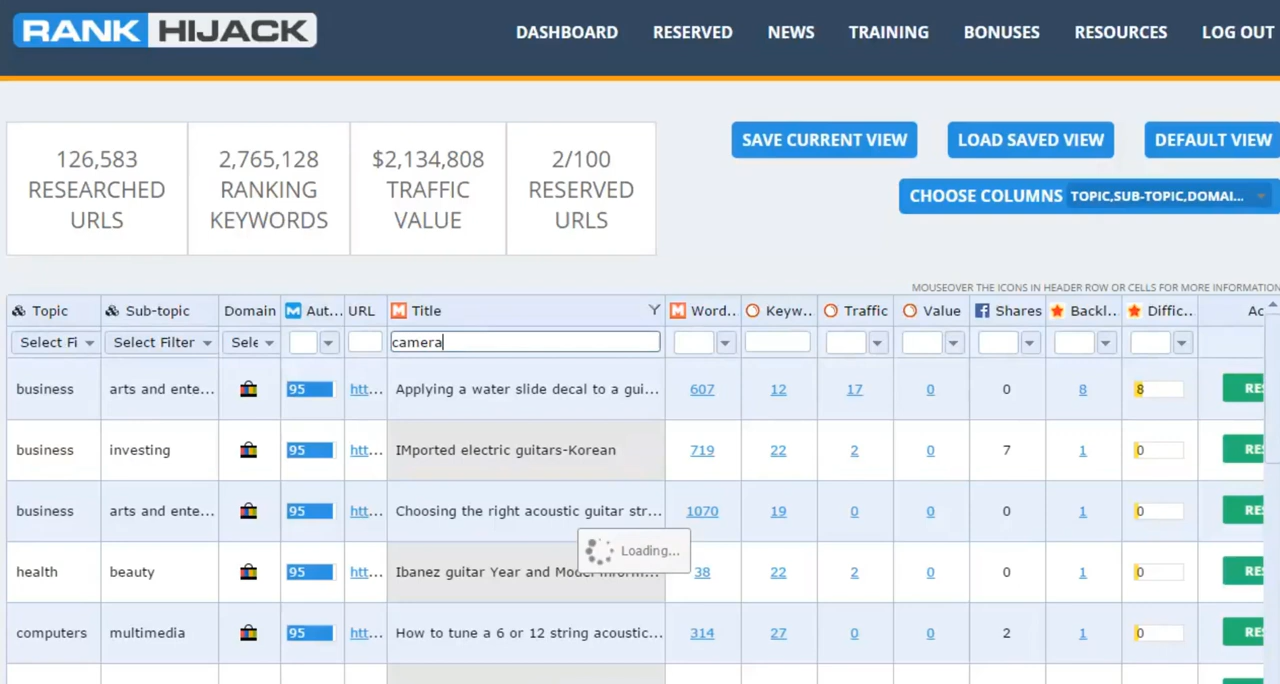 RANK HIJACK
DASHBOARD RESERVED NEWS TRAINING BONUSES RESOURCES LOG OUT
126,583 RESEARCHED URLS
2,765,128 RANKING KEYWORDS
$2,134,808 TRAFFIC VALUE
2/100 RESERVED URLS
SAVE CURRENT VIEW LOAD SAVED VIEW DEFAULT VIEW
CHOOSE COLUMNS TOPIC,SUB-TOPIC,DOMAI...
MOUSEOVER THE ICONS IN HEADER ROW OR CELLS FOR MORE INFORMATION
Topic Sub-topic Domain Aut... URL Title Word.. Keyw... Traffic Value Shares Backl... Diffic... Ac
Select Fi Select Filter Sele camera
business arts and ente... 95 htt... Applying a water slide decal to a gui... 607 12 17 0 0 8 8 RE
business investing 95 htt... IMported electric guitars-Korean 719 22 2 0 7 1 0 RE
business arts and ente... 95 htt... Choosing the right acoustic guitar str... 1070 19 0 0 0 1 0 RE
Loading...
health beauty 95 htt... Ibanez guitar Year and Model 38 22 2 0 0 1 0 RE
computers multimedia 95 htt... How to tune a 6 or 12 string acoustic... 314 27 0 0 2 1 0 RE